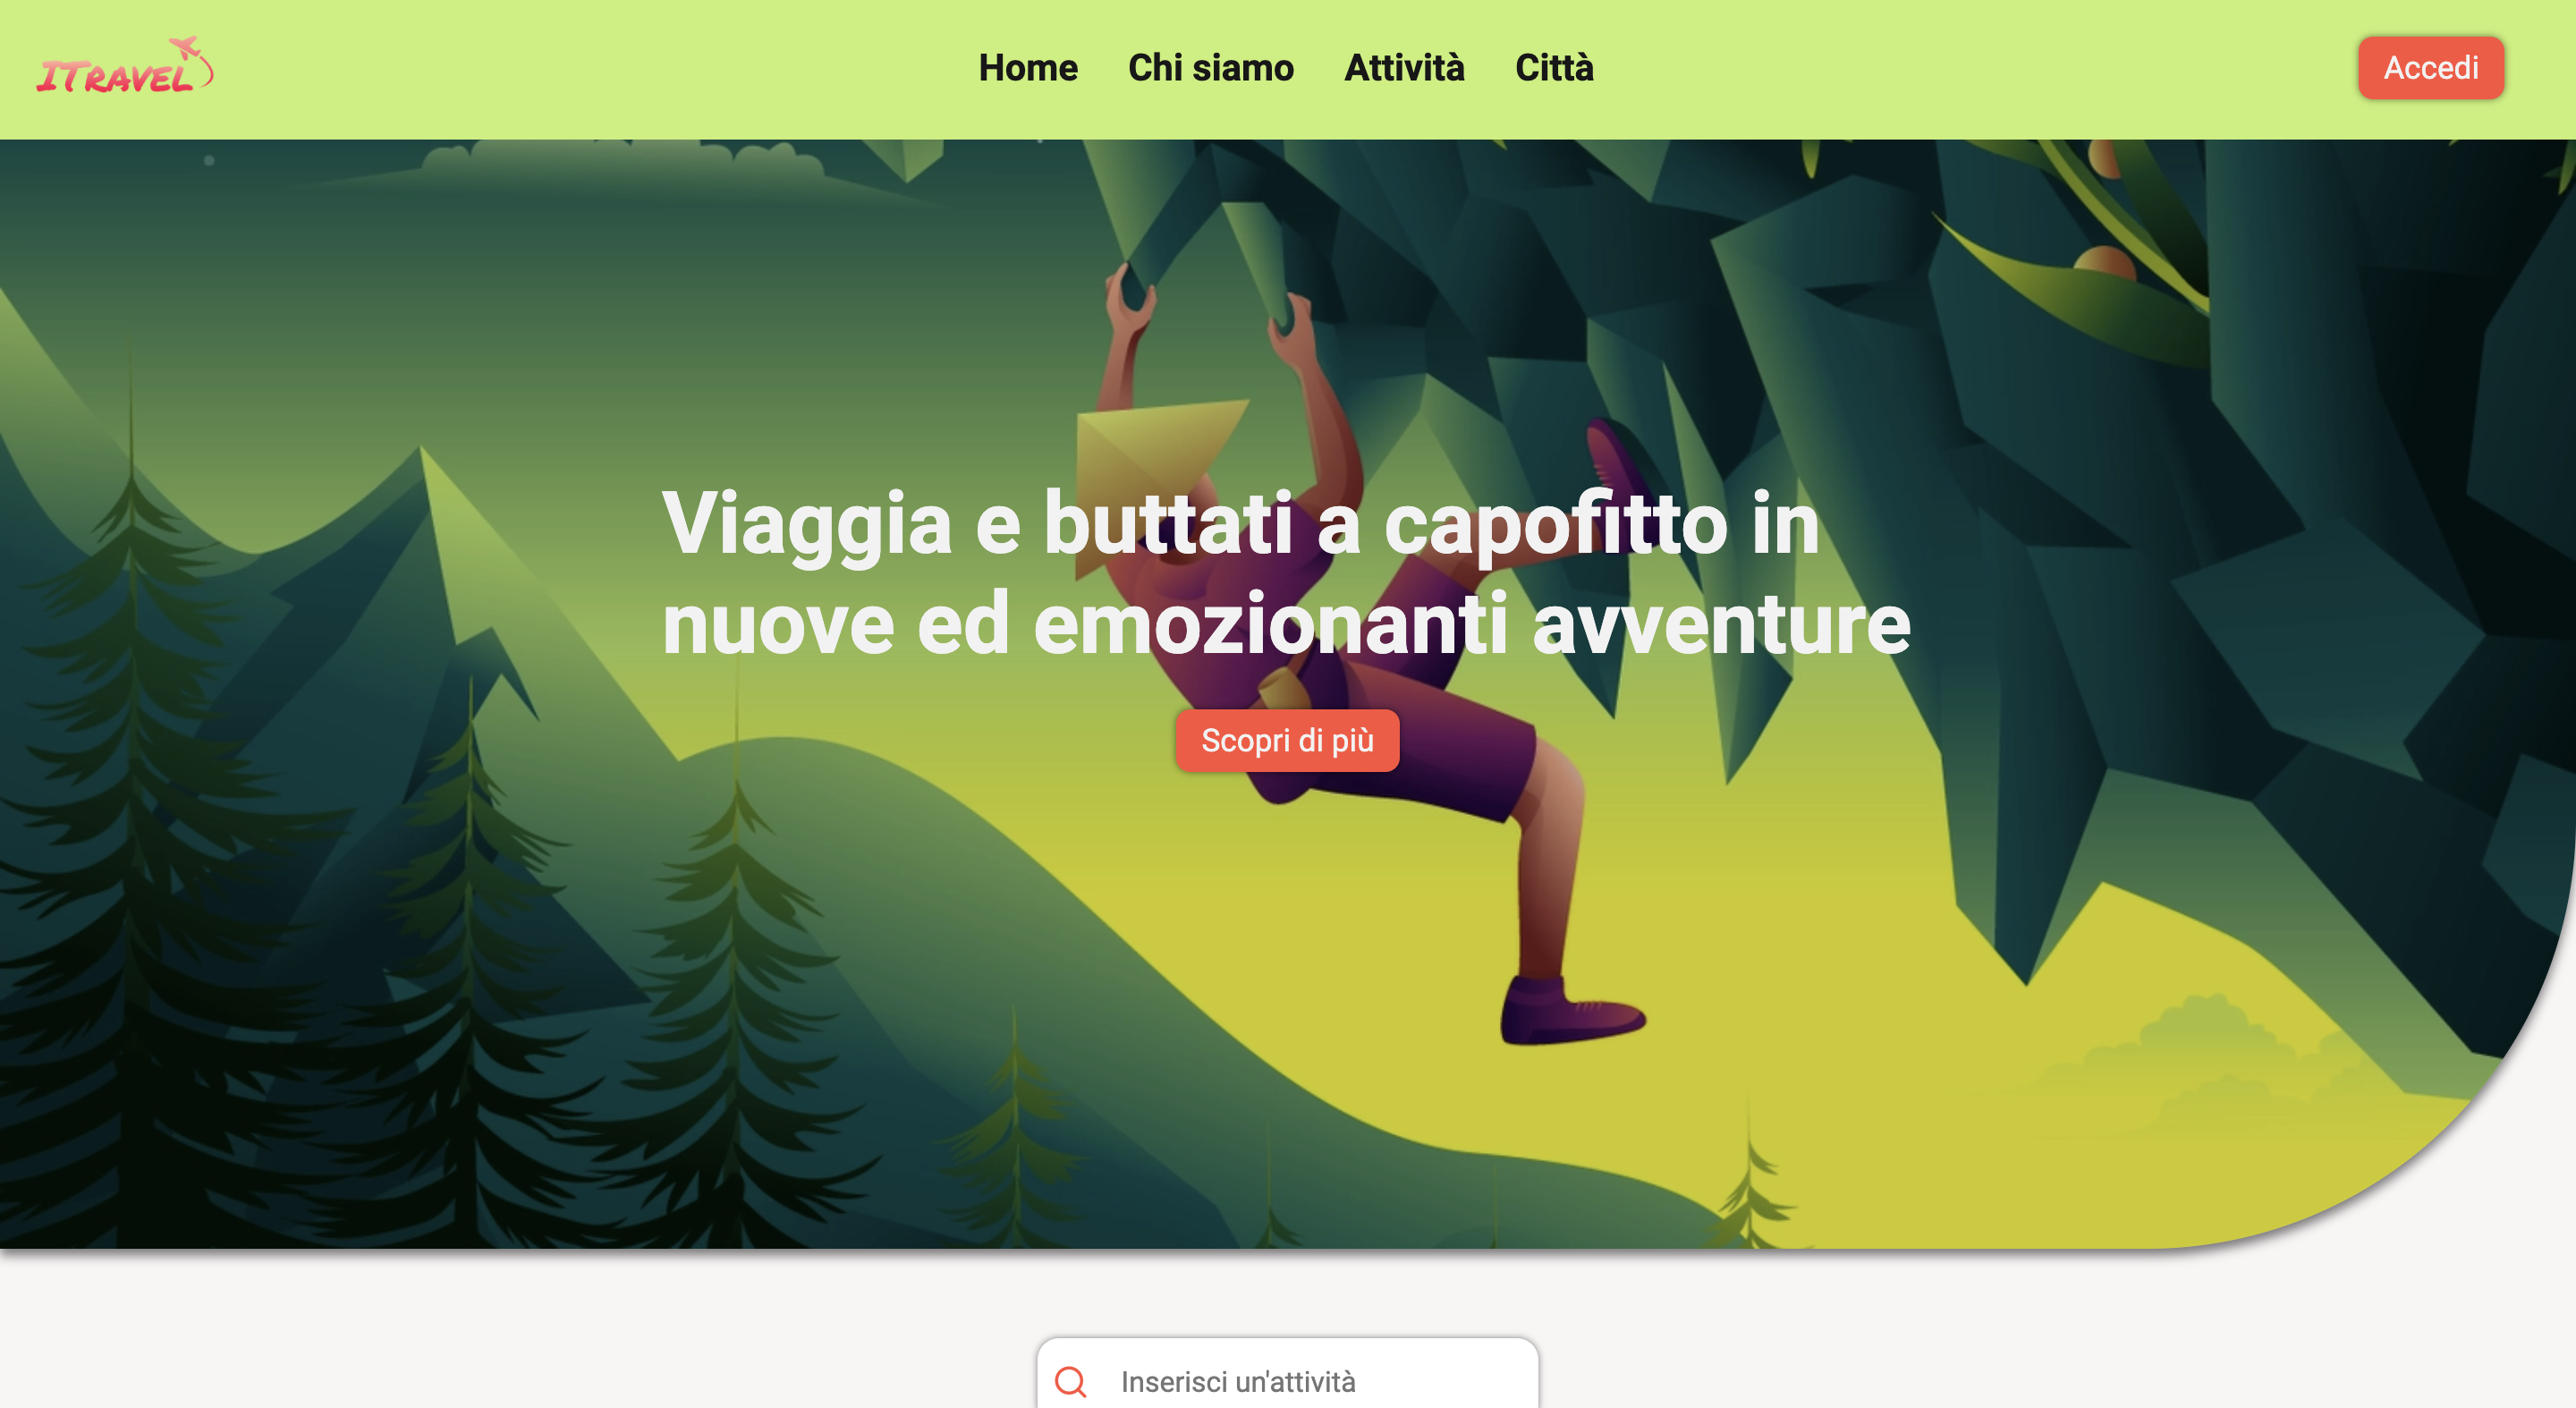 ITRAVEL
Home Chi siamo Attività Città
Accedi
Viaggia e buttati a capofitto in
nuove ed emozionanti avventure
Scopri di più
Inserisci un'attività